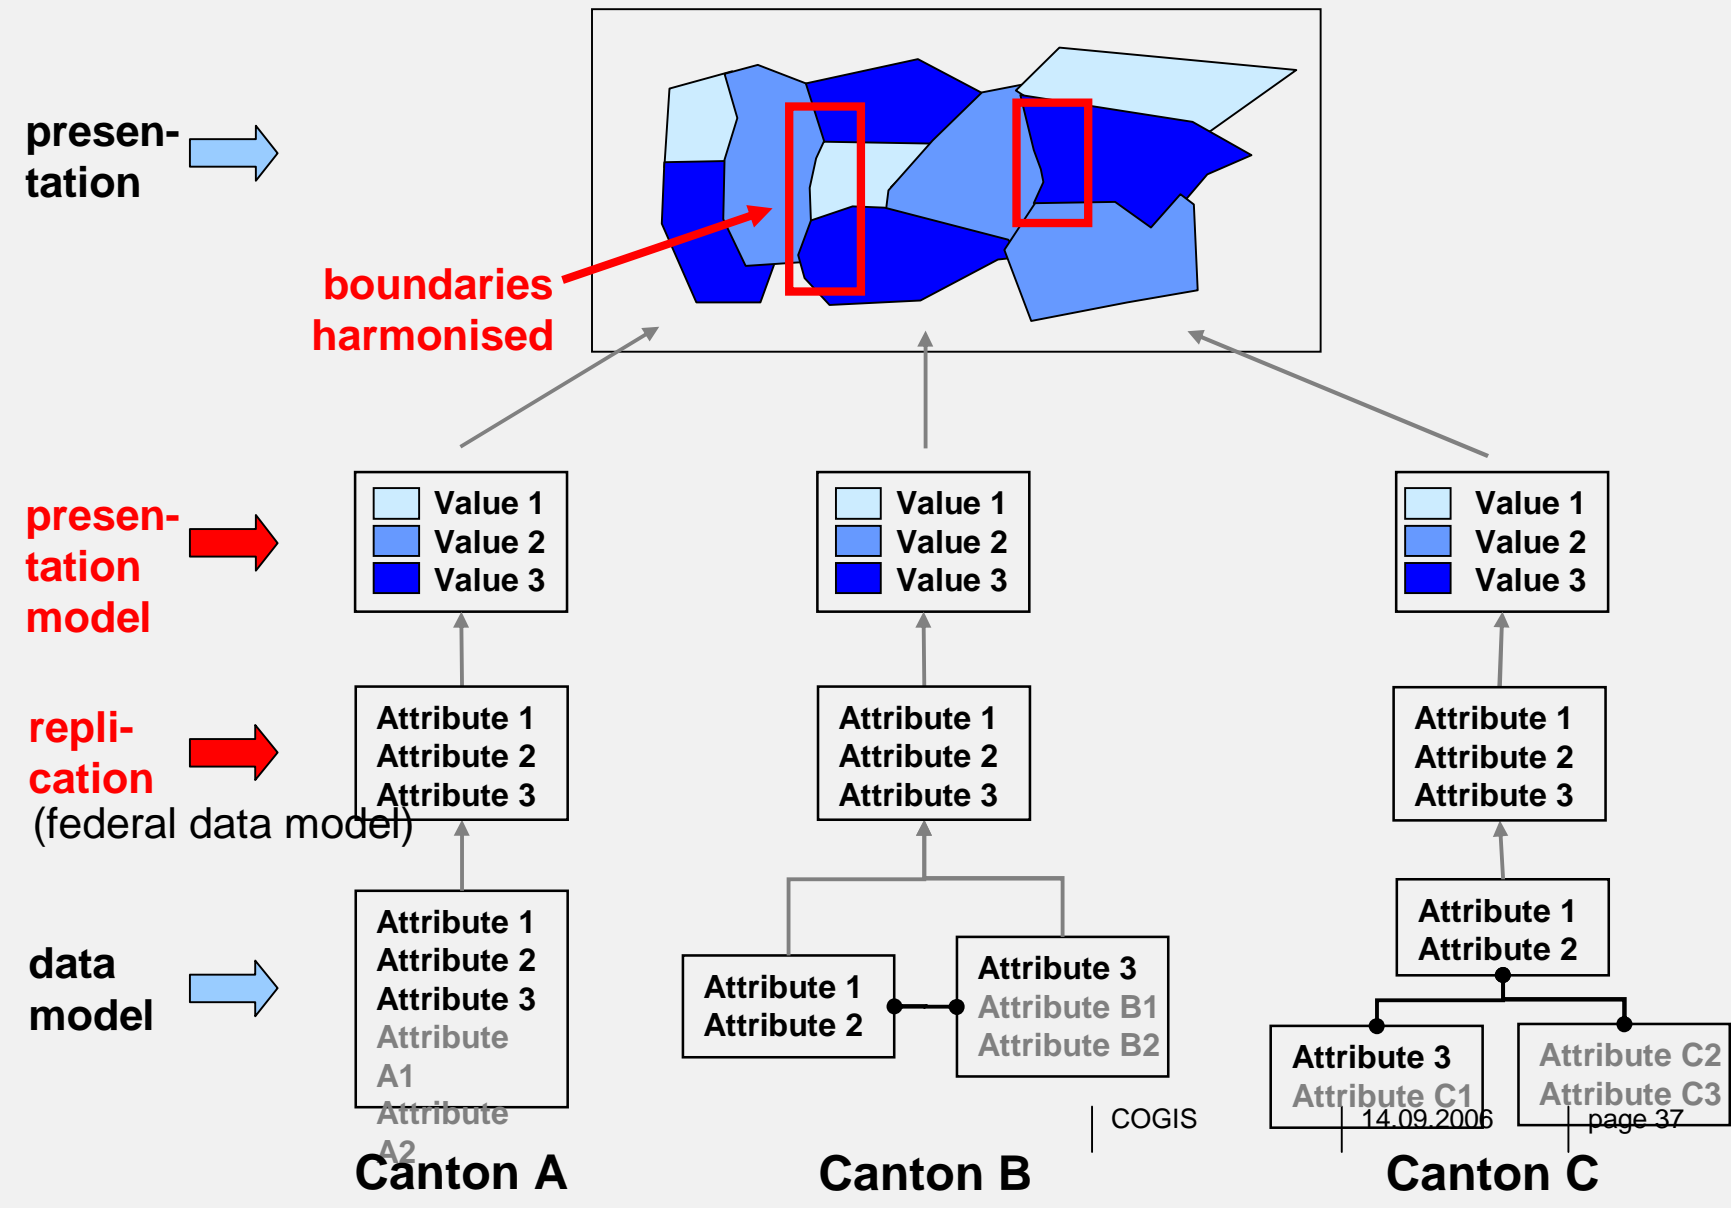 presen-
tation
boundaries
harmonised
presen-
tation
model
Value 1
Value 2
Value 3
Value 1
Value 2
Value 3
Value 1
Value 2
Value 3
repli-
cation
(federal data model)
Attribute 1
Attribute 2
Attribute 3
Attribute 1
Attribute 2
Attribute 3
Attribute 1
Attribute 2
Attribute 3
data
model
Attribute 1
Attribute 2
Attribute 3
Attribute
A1
Attribute
A2
Attribute 1
Attribute 2
Attribute 3
Attribute B1
Attribute B2
Attribute 1
Attribute 2
Attribute 3
Attribute C1
Attribute C2
Attribute C3
COGIS
14.09.2006
page 37
Canton A
Canton B
Canton C